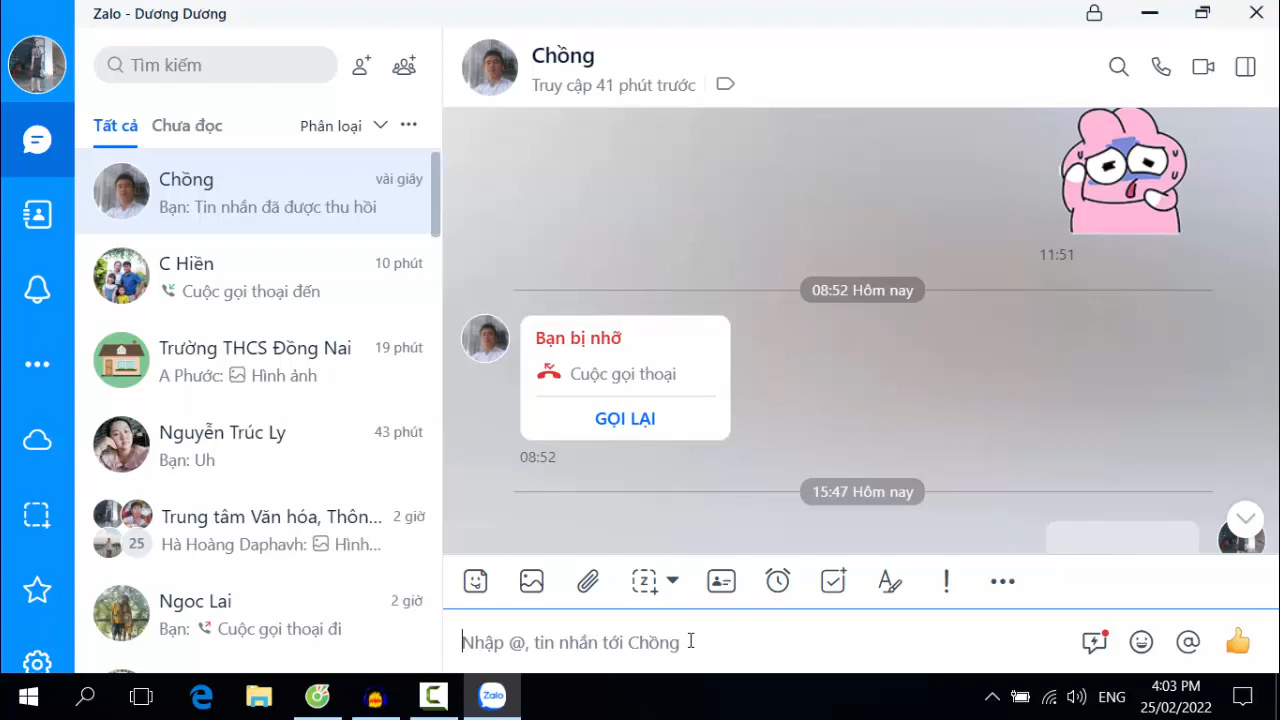 Zalo - Dương Dương
Tìm kiếm
Tất cả Chưa đọc Phân loại
Chồng vài giây
Bạn: Tin nhắn đã được thu hồi
C Hiền 10 phút
Cuộc gọi thoại đến
Trường THCS Đồng Nai 19 phút
A Phước: Hình ảnh
Nguyễn Trúc Ly 43 phút
Bạn: Uh
Trung tâm Văn hóa, Thôn... 2 giờ
25 Hà Hoàng Daphavh: Hình...
Ngoc Lai 2 giờ
Bạn: Cuộc gọi thoại đi
Chồng
Truy cập 41 phút trước
11:51
08:52 Hôm nay
Bạn bị nhỡ
Cuộc gọi thoại
GỌI LẠI
08:52
15:47 Hôm nay
Nhập @, tin nhắn tới Chồng
Zalo
ENG
4:03 PM
25/02/2022